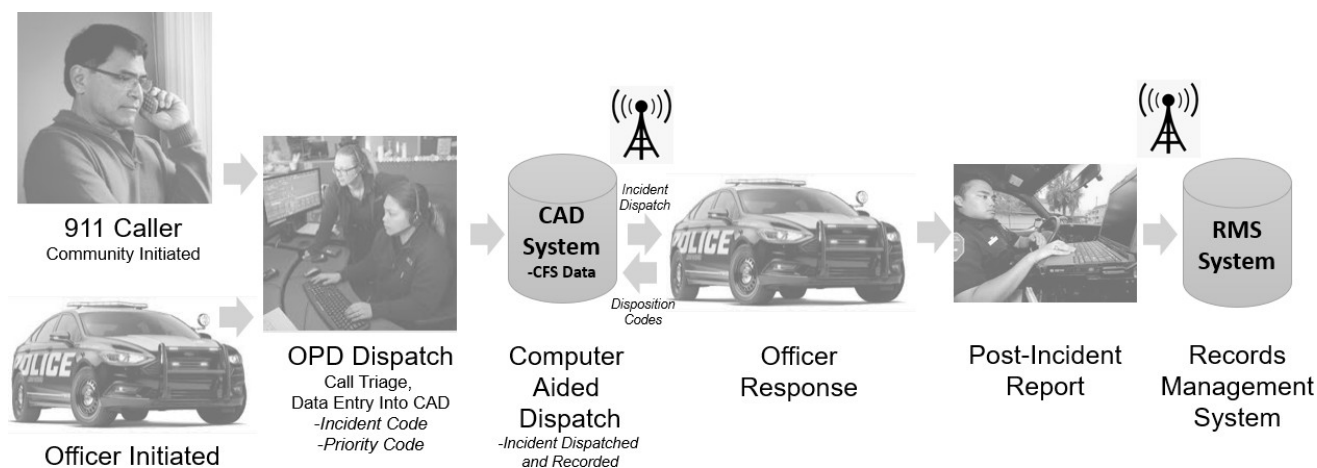 911 Caller
Community Initiated
POLICE
Officer Initiated
OPD Dispatch
Call Triage,
Data Entry Into CAD
-Incident Code
-Priority Code
CAD
System
-CFS Data
Computer
Aided
Dispatch
-Incident Dispatched
and Recorded
Incident
Dispatch
Disposition
Codes
POLICE
Officer
Response
Post-Incident
Report
RMS
System
Records
Management
System